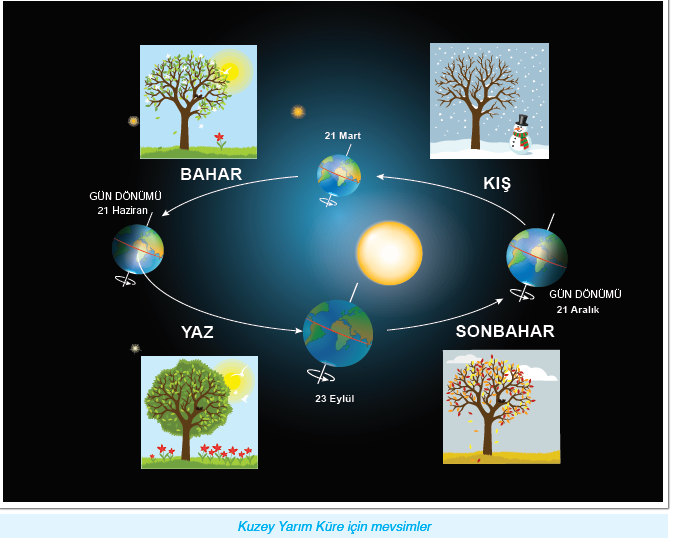 21 Mart
BAHAR
KIŞ
GÜN DÖNÜMÜ
21 Haziran
GÜN DÖNÜMÜ
21 Aralık
YAZ
SONBAHAR
23 Eylül
Kuzey Yarım Küre için mevsimler